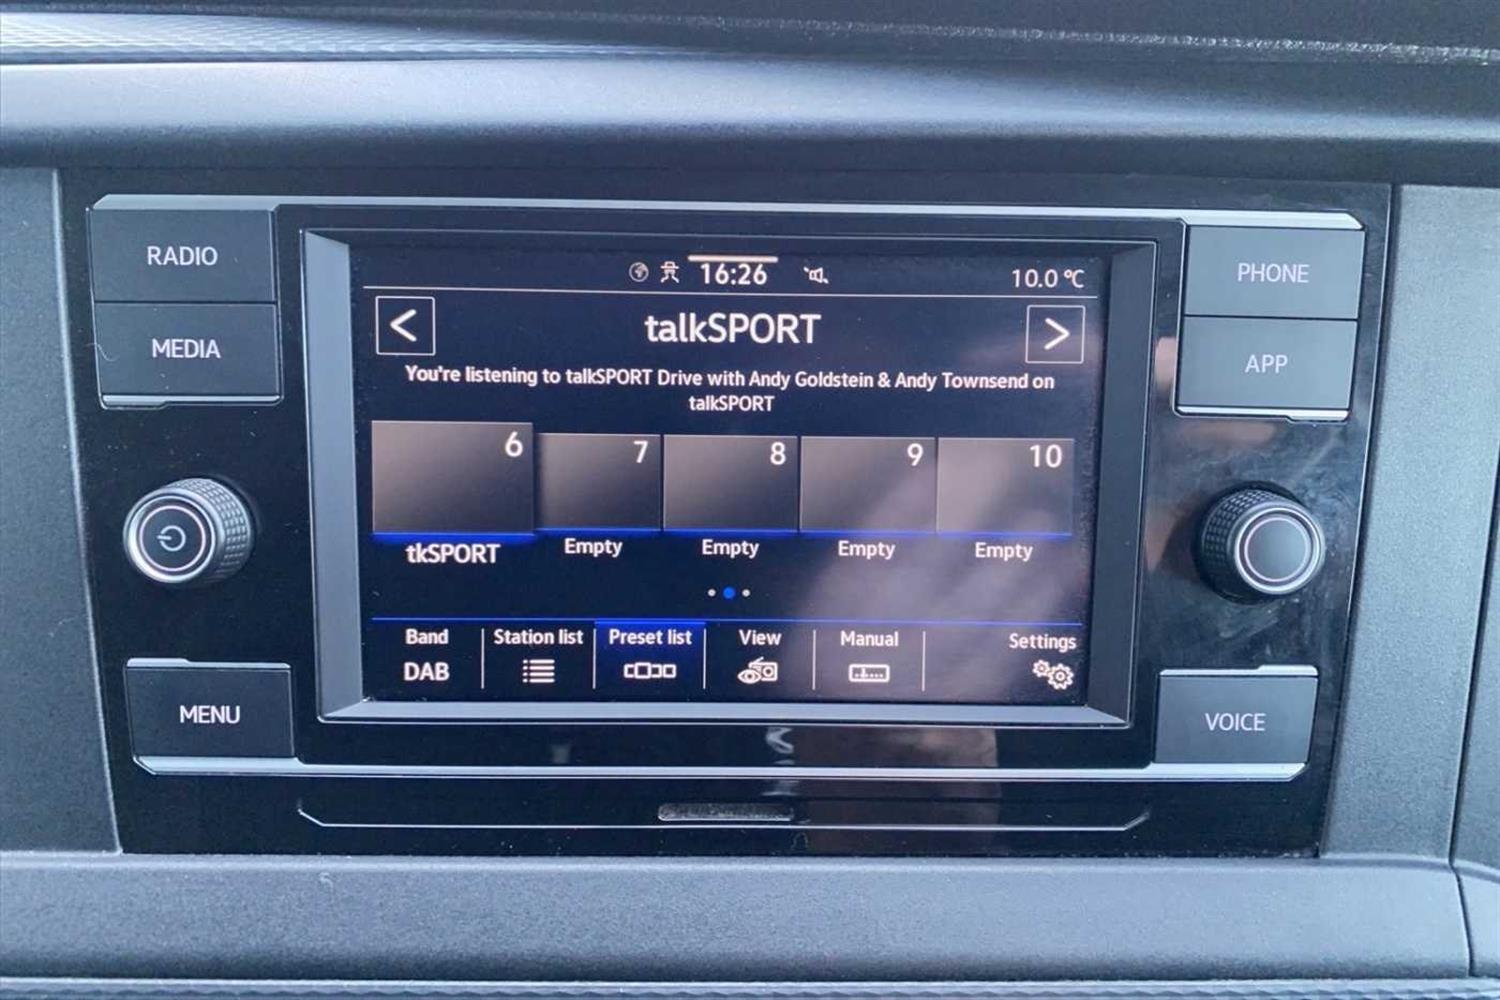 RADIO
MEDIA
MENU
PHONE
APP
VOICE
16:26
10.0 °C
< talkSPORT >
You're listening to talkSPORT Drive with Andy Goldstein & Andy Townsend on
talkSPORT
6 7 8 9 10
tkSPORT Empty Empty Empty Empty
Band Station list Preset list View Manual Settings
DAB